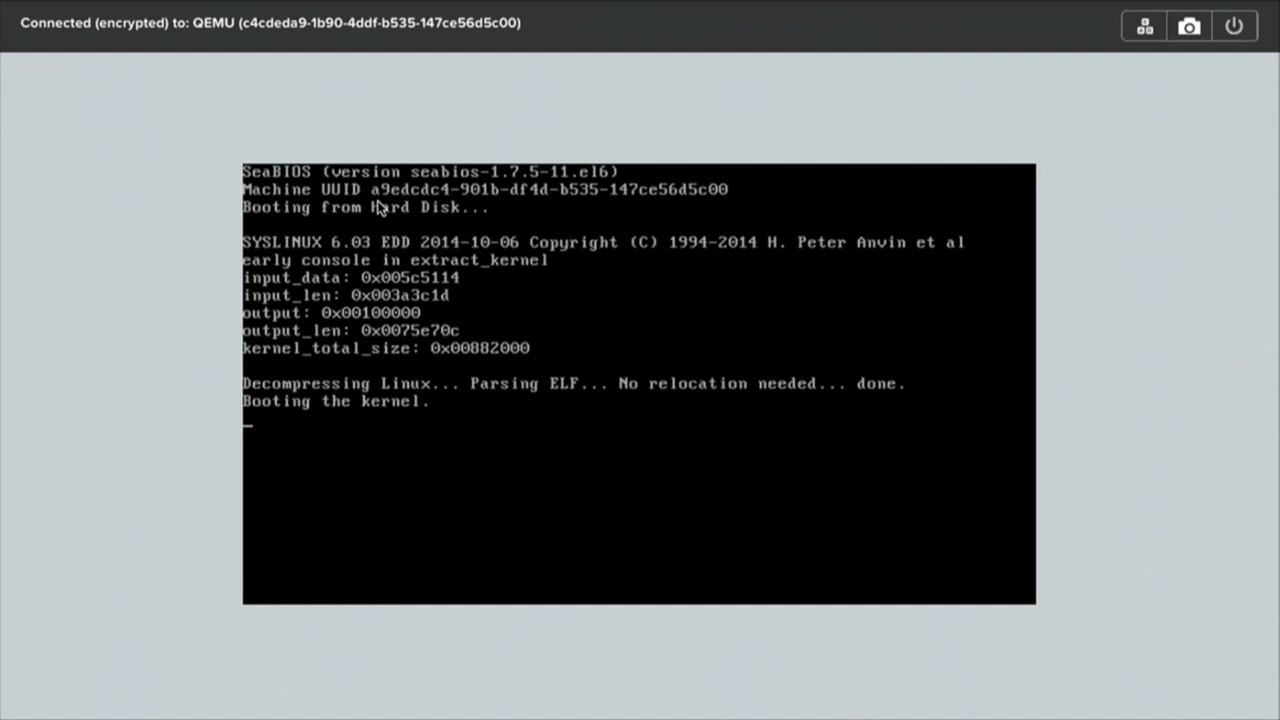 Connected (encrypted) to: QEMU (c4cdeda9-1b90-4ddf-b535-147ce56d5c00)
SeaBIOS (version seabios-1.7.5-11.el6)
Machine UUID a9edcdc4-901b-df4d-b535-147ce56d5c00
Booting from Hard Disk...
SYSLINUX 6.03 EDD 2014-10-06 Copyright (C) 1994-2014 H. Peter Anvin et al
early console in extract_kernel
input_data: 0x005c5114
input_len: 0x003a3c1d
output: 0x00100000
output_len: 0x0075e70c
kernel_total_size: 0x00882000
Decompressing Linux... Parsing ELF... No relocation needed... done.
Booting the kernel.